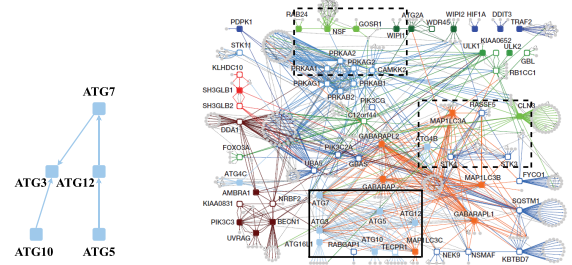 ATG7
ATG3 ATG12
ATG10 ATG5
RAB24
GOSR1
NSF
PDPK1
STK11
KLHDC10
SH3GLB1
SH3GLB2
DDA1
FOXO3A
ATG4C
AMBRA1
KIAA0831
PIK3C3
UVRAG
BECN1
NRBF2
ATG16L1
PRKAA2
PRKAG2
PRKAA1
CAMKK2
PRKAG1
PRKAB1
PRKAB2
PIK3CG
C12orf44
GABARAPL2
PIK3C2A
UBA5
GABARAP
ATG7
ATG3
ATG5
ATG12
ATG10
RABGAP1
TECPR1
MAP1LC3C
WIPI1
ATG2A
WDR45
WIPI2
HIF1A
DDIT3
TRAF2
KIAA0652
ULK1
ULK2
GBL
RB1CC1
RASSF5
CLN3
MAP1LC3A
ATG4B
STK4
STK3
FYCO1
MAP1LC3B
SQSTM1
GABARAPL1
NEK9
NSMAF
KBTBD7